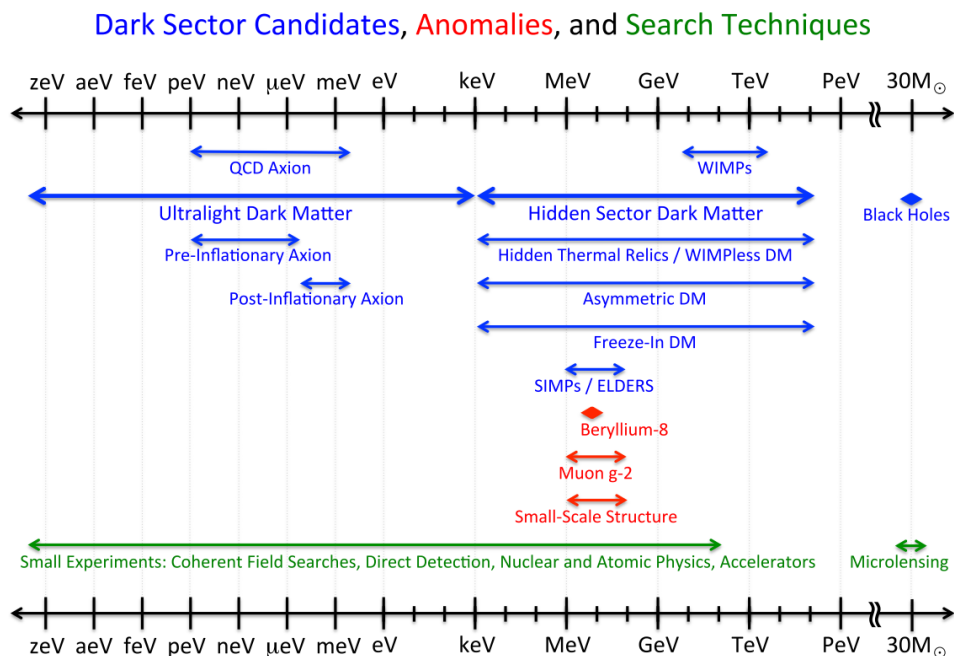 Dark Sector Candidates, Anomalies, and Search Techniques
zeV aeV feV peV neV μeV meV eV keV MeV GeV TeV PeV 30M☉
QCD Axion WIMPs
Ultralight Dark Matter Hidden Sector Dark Matter Black Holes
Pre-Inflationary Axion Hidden Thermal Relics / WIMPless DM
Post-Inflationary Axion Asymmetric DM
Freeze-In DM
SIMPs / ELDERS
Beryllium-8
Muon g-2
Small-Scale Structure
Small Experiments: Coherent Field Searches, Direct Detection, Nuclear and Atomic Physics, Accelerators Microlensing
zeV aeV feV peV neV μeV meV eV keV MeV GeV TeV PeV 30M☉